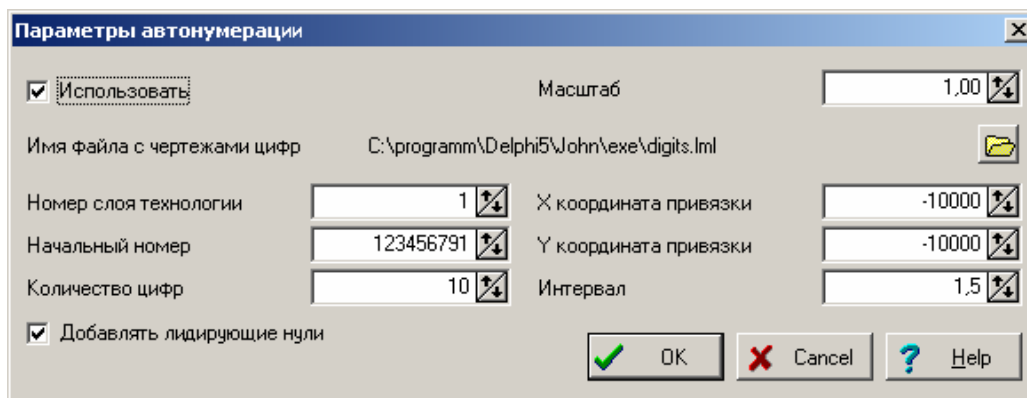 Параметры автонумерации
Использовать Масштаб 1,00
Имя файла с чертежами цифр C:\programm\Delphi5\John\exe\digits.lml
Номер слоя технологии 1 X координата привязки -10000
Начальный номер 123456791 Y координата привязки -10000
Количество цифр 10 Интервал 1,5
Добавлять лидирующие нули
OK Cancel Help